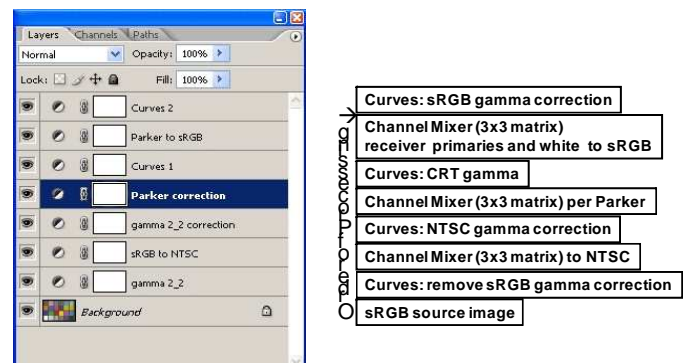 Layers Channels Paths
Normal Opacity: 100%
Lock: Fill: 100%
Curves 2
Parker to sRGB
Curves 1
Parker correction
gamma 2_2 correction
sRGB to NTSC
gamma 2_2
Background
Order of Processing →
Curves: sRGB gamma correction
Channel Mixer (3x3 matrix)
receiver primaries and white to sRGB
Curves: CRT gamma
Channel Mixer (3x3 matrix) per Parker
Curves: NTSC gamma correction
Channel Mixer (3x3 matrix) to NTSC
Curves: remove sRGB gamma correction
sRGB source image